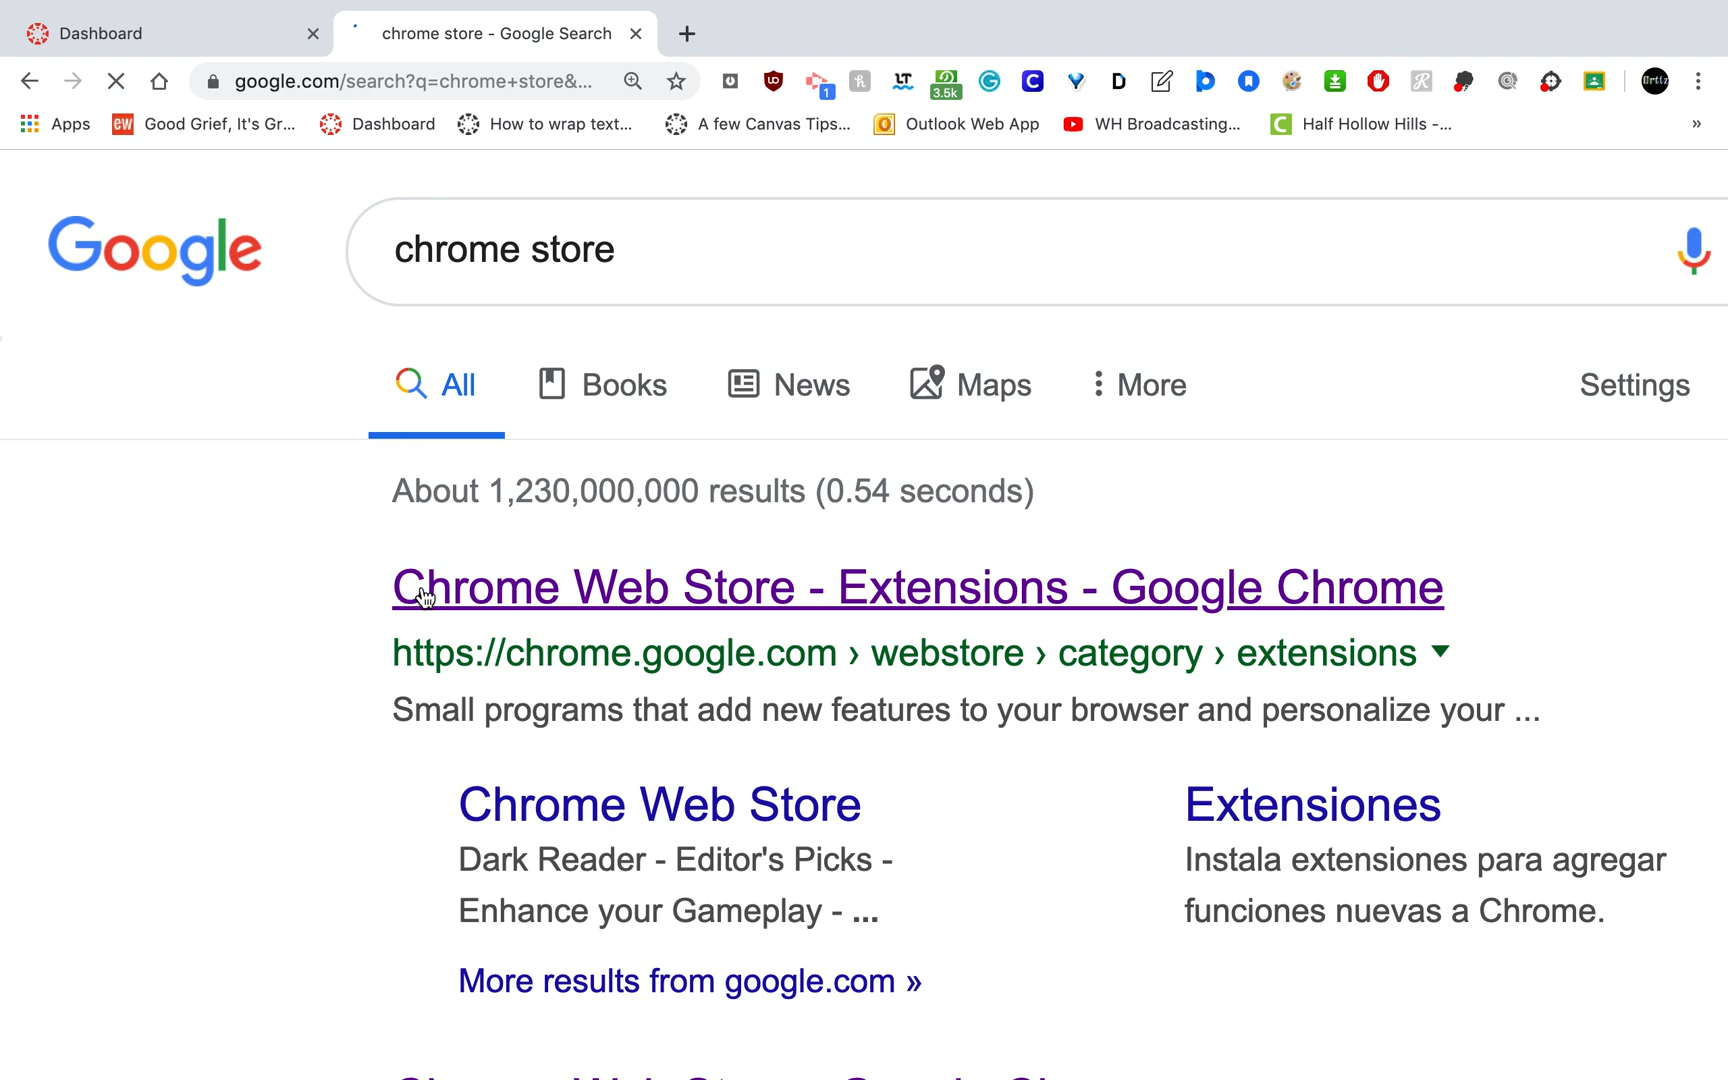 Dashboard
chrome store - Google Search
google.com/search?q=chrome+store&...
1
3.5k
Ortiz
Apps
Good Grief, It's Gr...
Dashboard
How to wrap text...
A few Canvas Tips...
Outlook Web App
WH Broadcasting...
Half Hollow Hills -...
»
Google
chrome store
All
Books
News
Maps
More
Settings
About 1,230,000,000 results (0.54 seconds)
Chrome Web Store - Extensions - Google Chrome
https://chrome.google.com › webstore › category › extensions
Small programs that add new features to your browser and personalize your ...
Chrome Web Store
Dark Reader - Editor's Picks -
Enhance your Gameplay - ...
Extensiones
Instala extensiones para agregar
funciones nuevas a Chrome.
More results from google.com »